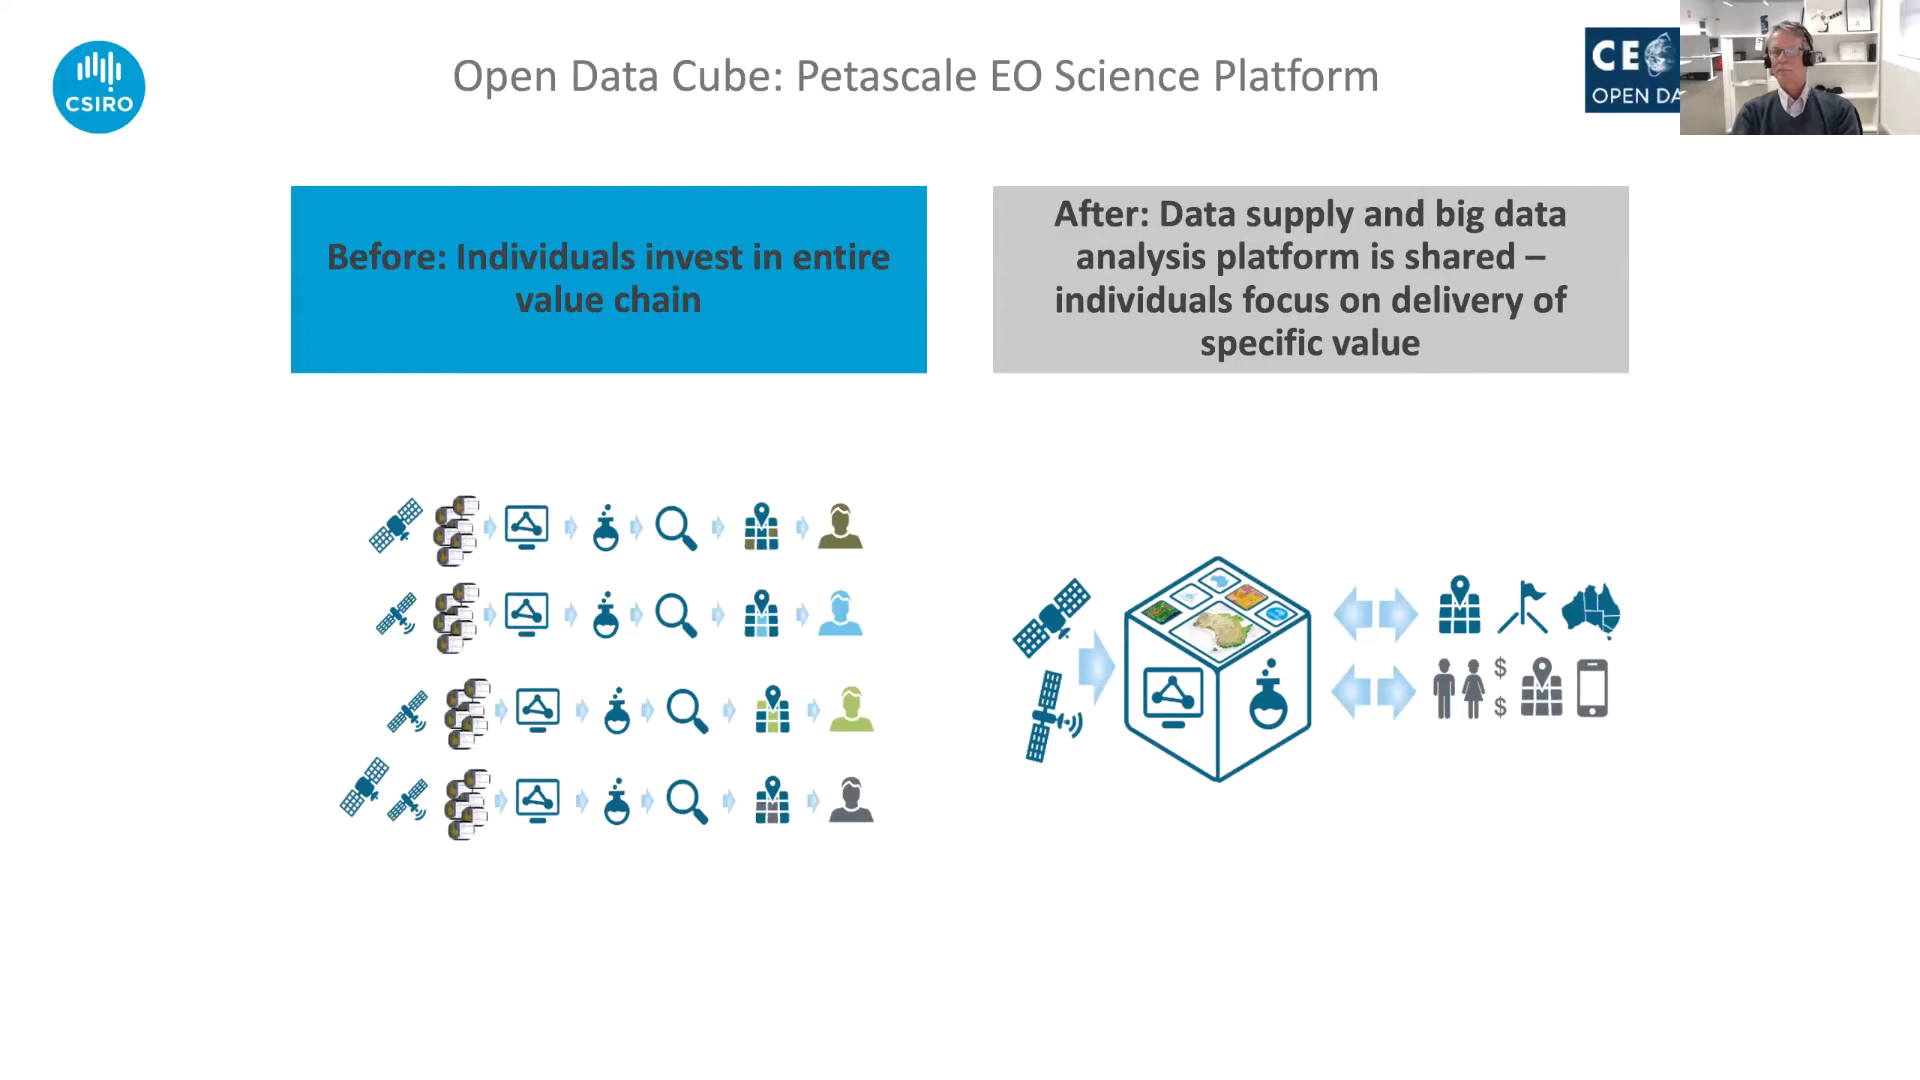 CSIRO
Open Data Cube: Petascale EO Science Platform
CE
OPEN DA
Before: Individuals invest in entire
value chain
After: Data supply and big data
analysis platform is shared –
individuals focus on delivery of
specific value
$
$